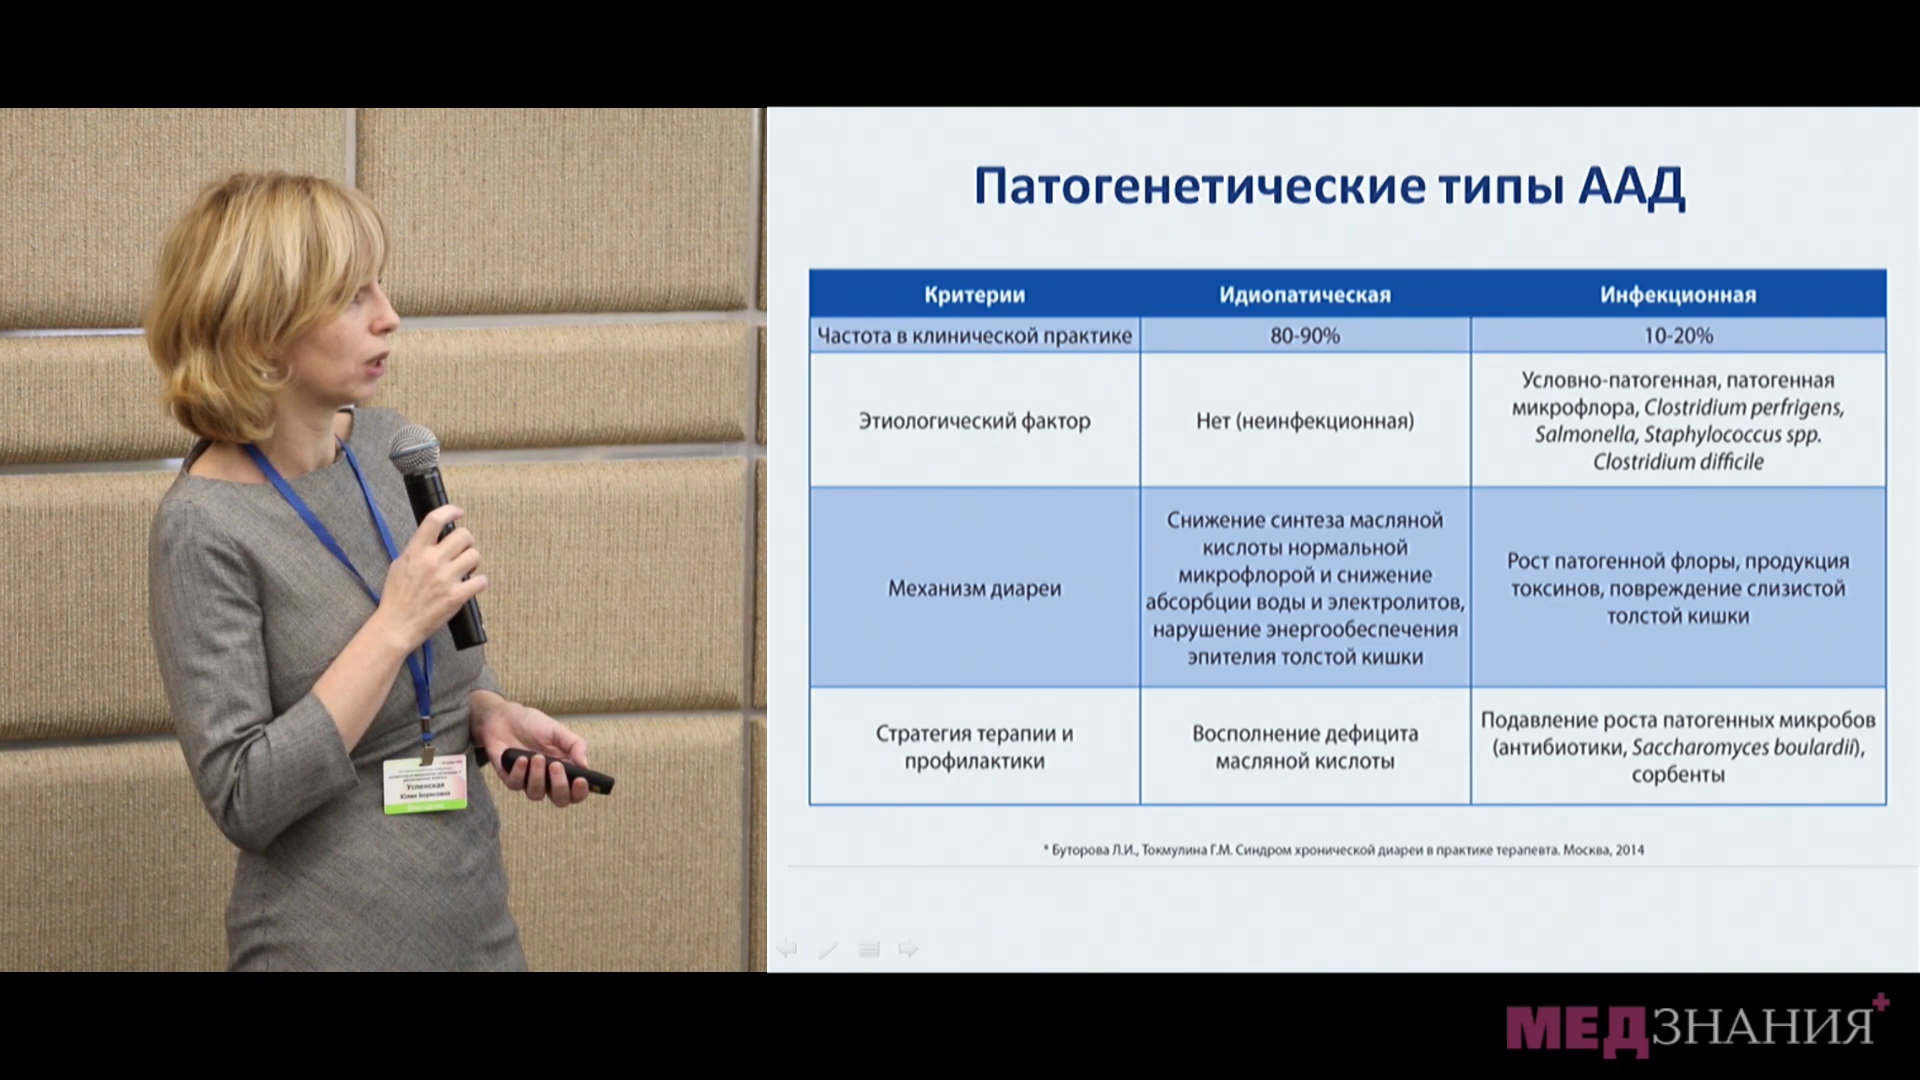 Патогенетические типы ААД
Критерии
Идиопатическая
Инфекционная
Частота в клинической практике
80-90%
10-20%
Этиологический фактор
Нет (неинфекционная)
Условно-патогенная, патогенная
микрофлора, Clostridium perfrigens,
Salmonella, Staphylococcus spp.
Clostridium difficile
Механизм диареи
Снижение синтеза масляной
кислоты нормальной
микрофлорой и снижение
абсорбции воды и электролитов,
нарушение энергообеспечения
эпителия толстой кишки
Рост патогенной флоры, продукция
токсинов, повреждение слизистой
толстой кишки
Стратегия терапии и
профилактики
Восполнение дефицита
масляной кислоты
Подавление роста патогенных микробов
(антибиотики, Saccharomyces boulardii),
сорбенты
* Буторова Л.И., Токмулина Г.М. Синдром хронической диареи в практике терапевта. Москва, 2014
Успенская
Юлия Борисовна
МЕДЗНАНИЯ+